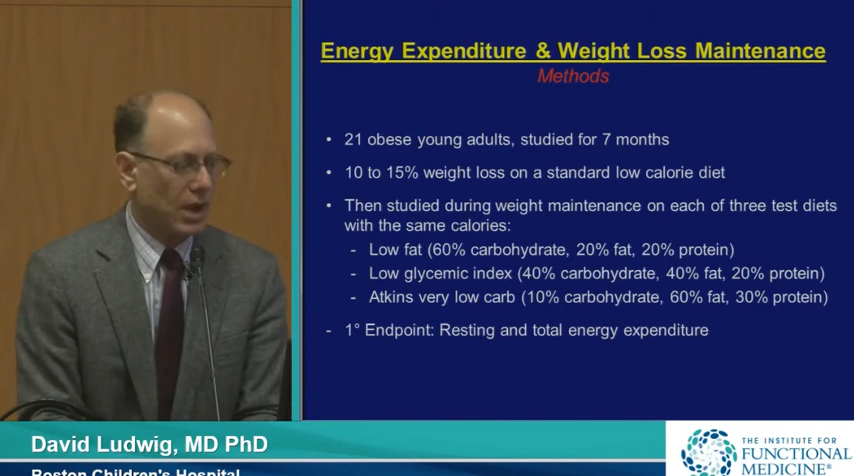 Energy Expenditure & Weight Loss Maintenance
Methods
• 21 obese young adults, studied for 7 months
• 10 to 15% weight loss on a standard low calorie diet
• Then studied during weight maintenance on each of three test diets
with the same calories:
- Low fat (60% carbohydrate, 20% fat, 20% protein)
- Low glycemic index (40% carbohydrate, 40% fat, 20% protein)
- Atkins very low carb (10% carbohydrate, 60% fat, 30% protein)
- 1° Endpoint: Resting and total energy expenditure
David Ludwig, MD PhD
Boston Children's Hospital
THE INSTITUTE FOR
FUNCTIONAL
MEDICINE®